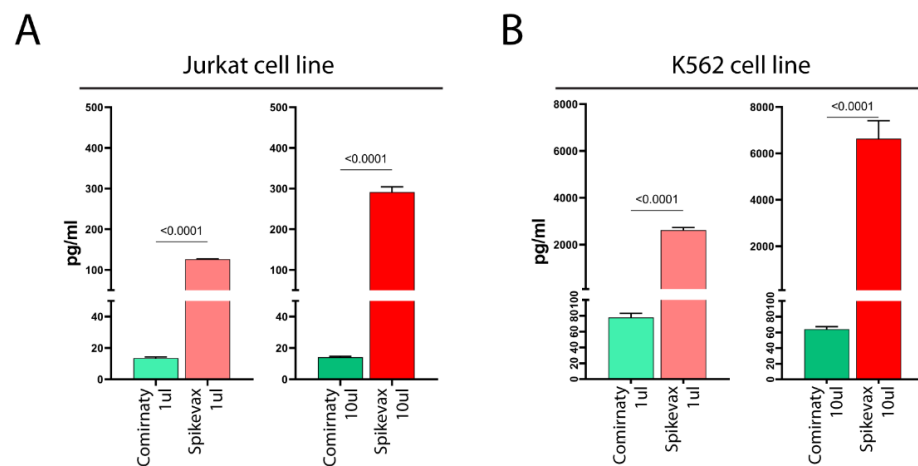 A
Jurkat cell line
pg/ml
500
400
300
200
100
40
20
0
<0.0001
Comirnaty 1ul
Spikevax 1ul
500
400
300
200
100
40
20
0
<0.0001
Comirnaty 10ul
Spikevax 10ul
B
K562 cell line
pg/ml
8000
6000
4000
2000
100
80
60
40
20
0
<0.0001
Comirnaty 1ul
Spikevax 1ul
8000
6000
4000
2000
100
80
60
40
20
0
<0.0001
Comirnaty 10ul
Spikevax 10ul